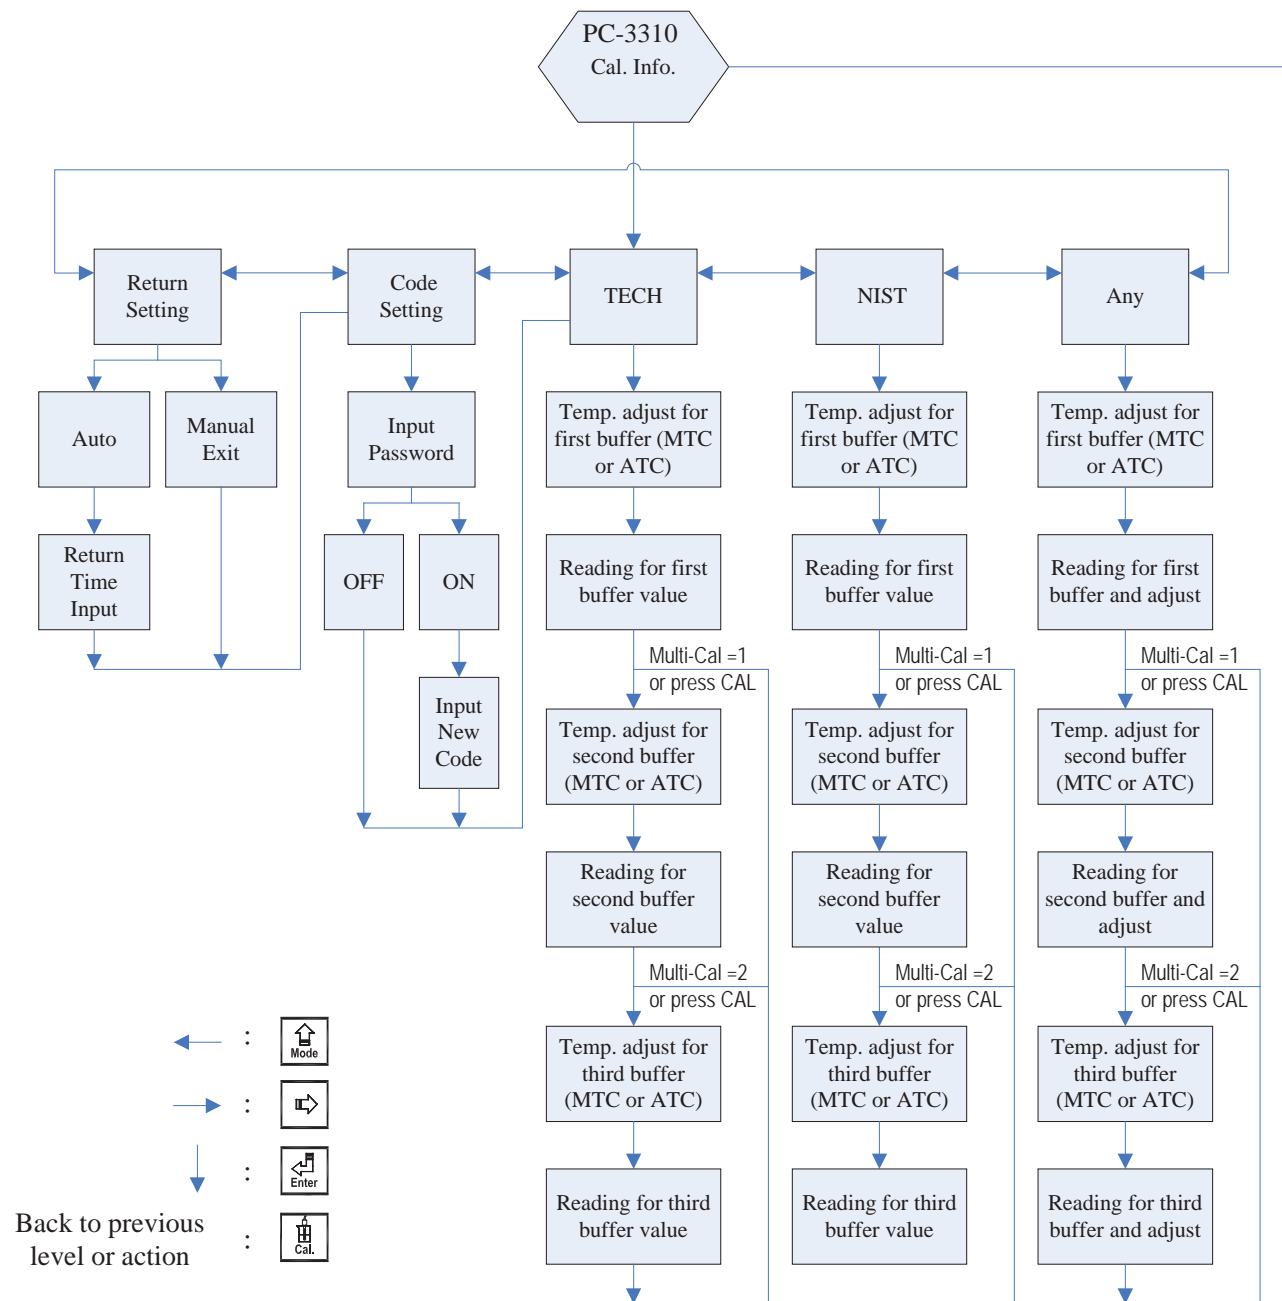 PC-3310
Cal. Info.
Return
Setting
Code
Setting
TECH
NIST
Any
Auto
Manual
Exit
Input
Password
Temp. adjust for
first buffer (MTC
or ATC)
Temp. adjust for
first buffer (MTC
or ATC)
Temp. adjust for
first buffer (MTC
or ATC)
Return
Time
Input
OFF
ON
Reading for first
buffer value
Reading for first
buffer value
Reading for first
buffer and adjust
Multi-Cal =1
or press CAL
Multi-Cal =1
or press CAL
Multi-Cal =1
or press CAL
Input
New
Code
Temp. adjust for
second buffer
(MTC or ATC)
Temp. adjust for
second buffer
(MTC or ATC)
Temp. adjust for
second buffer
(MTC or ATC)
Reading for
second buffer
value
Reading for
second buffer
value
Reading for
second buffer and
adjust
Multi-Cal =2
or press CAL
Multi-Cal =2
or press CAL
Multi-Cal =2
or press CAL
Temp. adjust for
third buffer
(MTC or ATC)
Temp. adjust for
third buffer
(MTC or ATC)
Temp. adjust for
third buffer
(MTC or ATC)
Reading for third
buffer value
Reading for third
buffer value
Reading for third
buffer and adjust
: Mode
:
: Enter
Back to previous
level or action
: Cal.